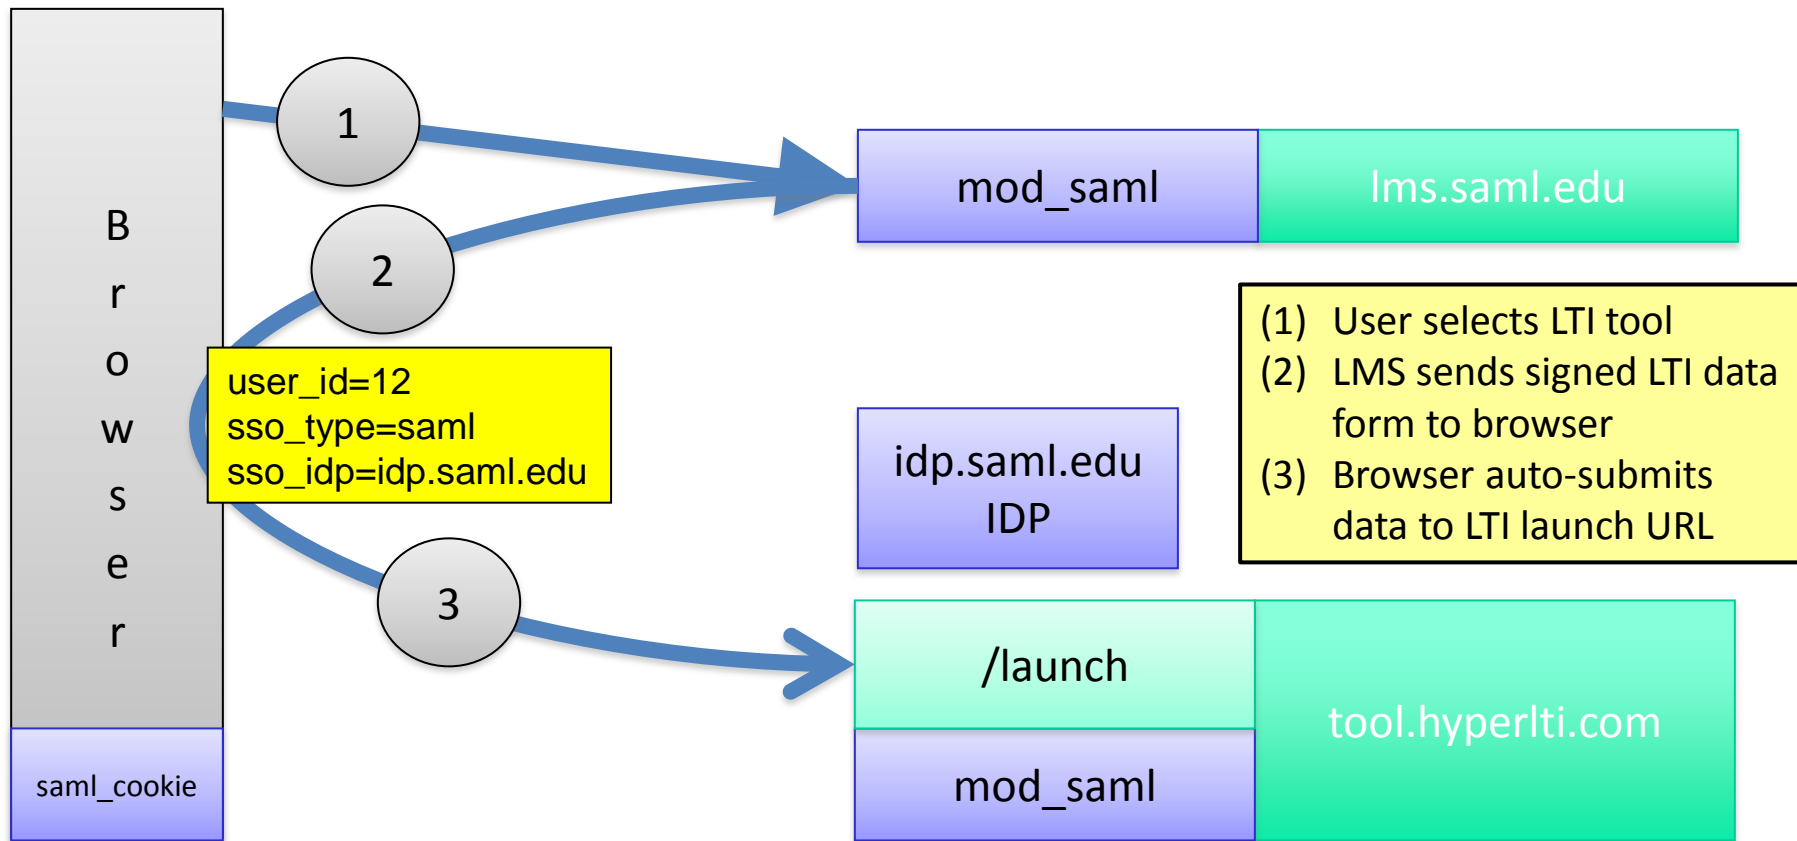 Browser
saml_cookie
1
2
3
user_id=12
sso_type=saml
sso_idp=idp.saml.edu
mod_saml
lms.saml.edu
(1) User selects LTI tool
(2) LMS sends signed LTI data
form to browser
(3) Browser auto-submits
data to LTI launch URL
idp.saml.edu
IDP
/launch
mod_saml
tool.hyperlti.com